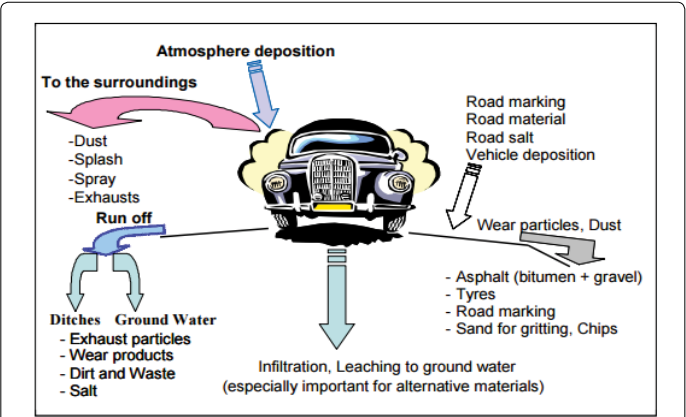 Atmosphere deposition
To the surroundings
-Dust
-Splash
-Spray
-Exhausts
Road marking
Road material
Road salt
Vehicle deposition
Run off
Wear particles, Dust
- Asphalt (bitumen + gravel)
- Tyres
- Road marking
- Sand for gritting, Chips
Ditches Ground Water
- Exhaust particles
- Wear products
- Dirt and Waste
- Salt
Infiltration, Leaching to ground water
(especially important for alternative materials)